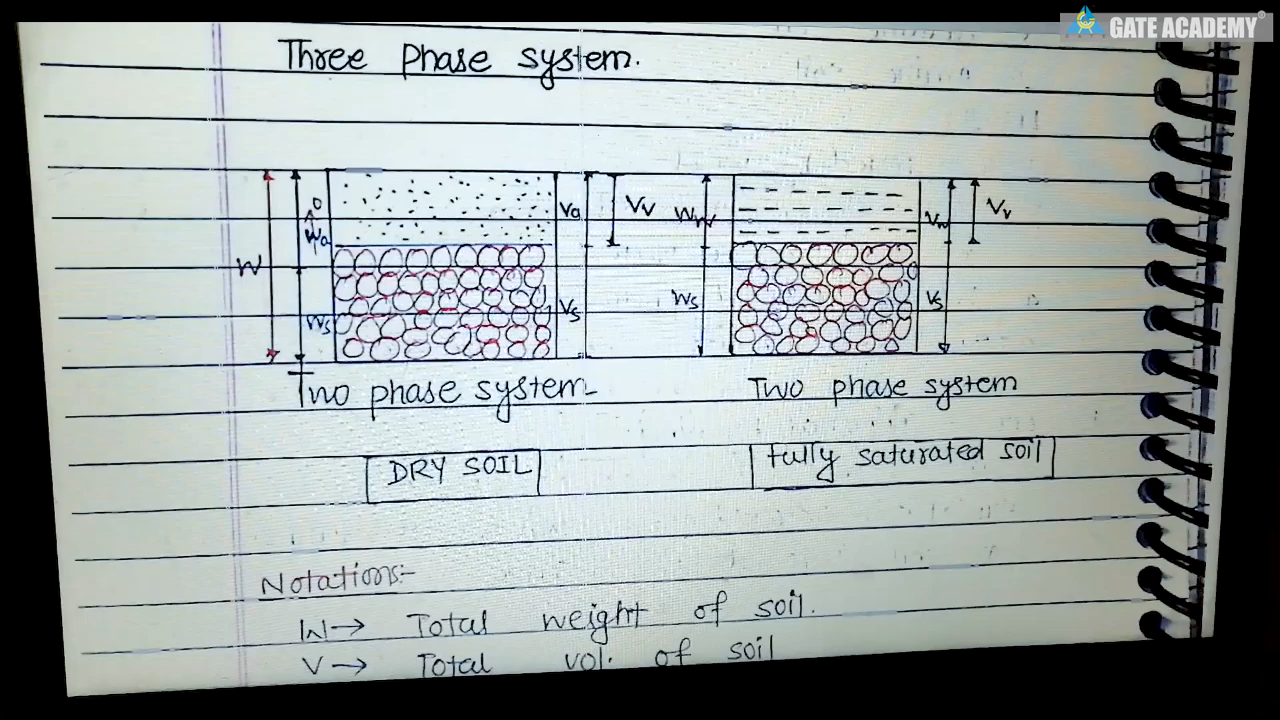 GATE ACADEMY®
Three phase system.
W
0
Wa
Ws
Va
Vs
Vv
Two phase system
DRY SOIL
Ww
Ws
Vw
Vs
Vv
Two phase system
fully saturated soil
Notations:-
W→ Total weight of soil.
V→ Total vol. of soil